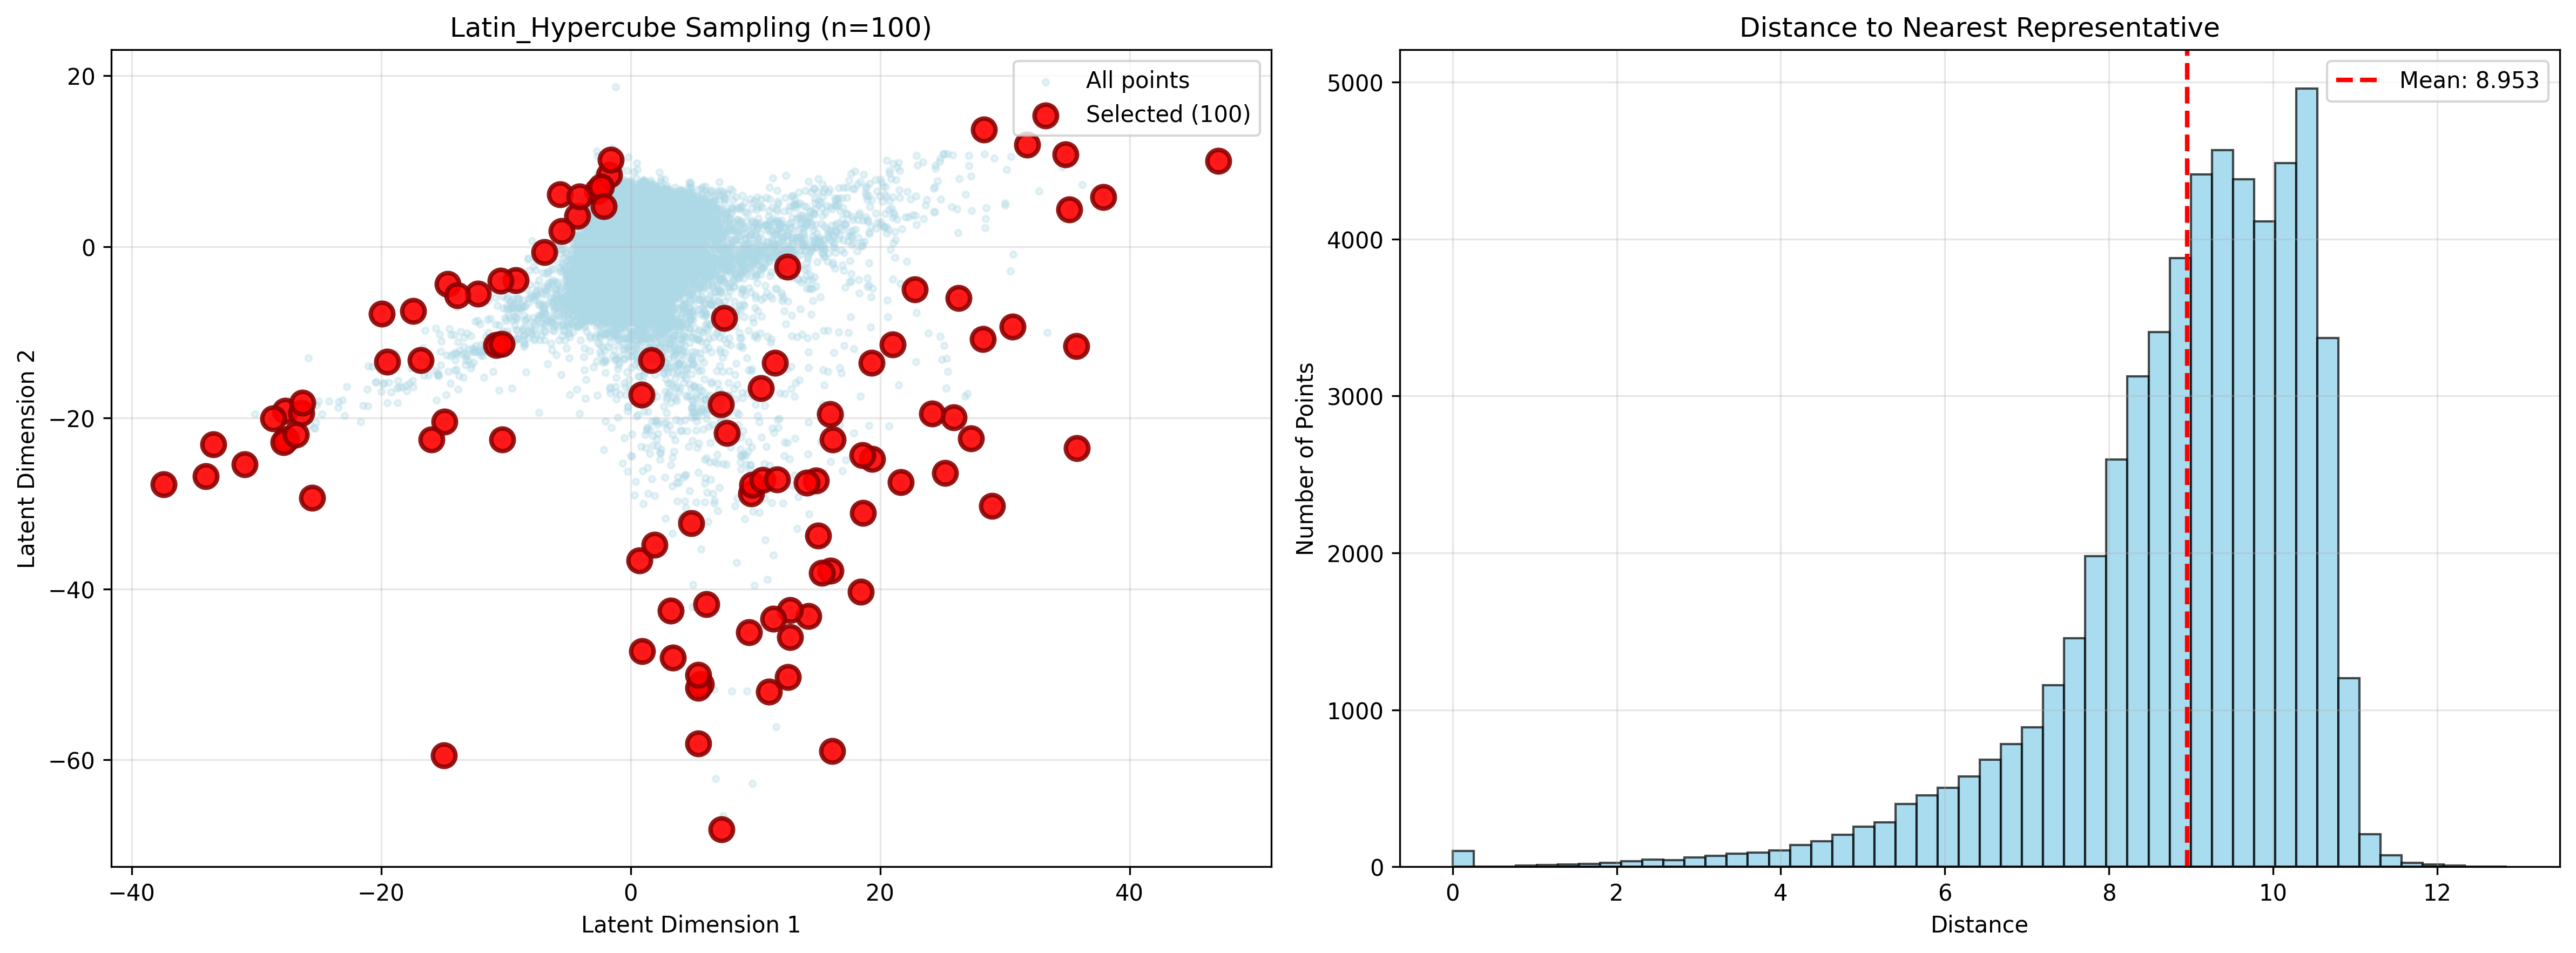 Latin_Hypercube Sampling (n=100)
All points
Selected (100)
20
0
−20
−40
−60
Latent Dimension 2
−40
−20
0
20
40
Latent Dimension 1
Distance to Nearest Representative
Mean: 8.953
5000
4000
3000
2000
1000
0
Number of Points
0
2
4
6
8
10
12
Distance